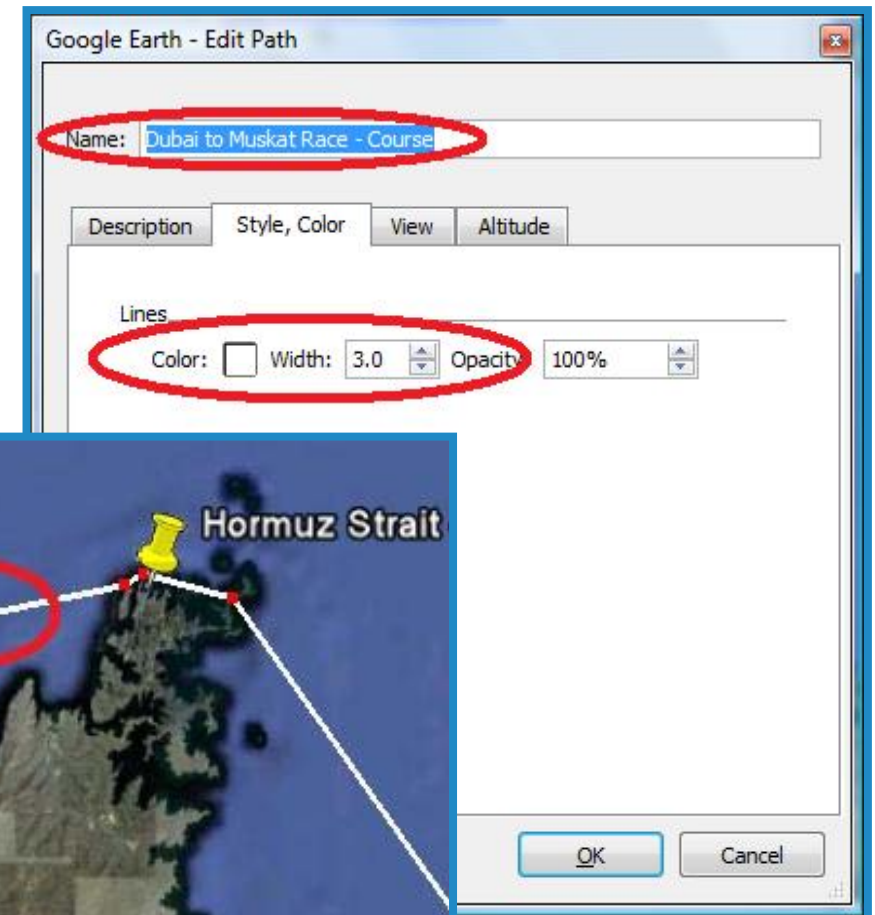 Google Earth - Edit Path
Name: Dubai to Muskat Race - Course
Description Style, Color View Altitude
Lines
Color: Width: 3.0 Opacity 100%
Hormuz Strait
OK Cancel